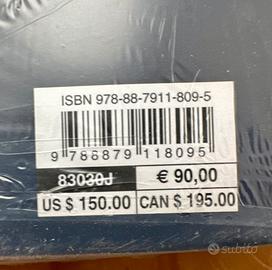 ISBN 978-88-7911-809-5
9 788879 118095
83030J € 90,00
US $ 150.00 CAN $ 195.00
subito